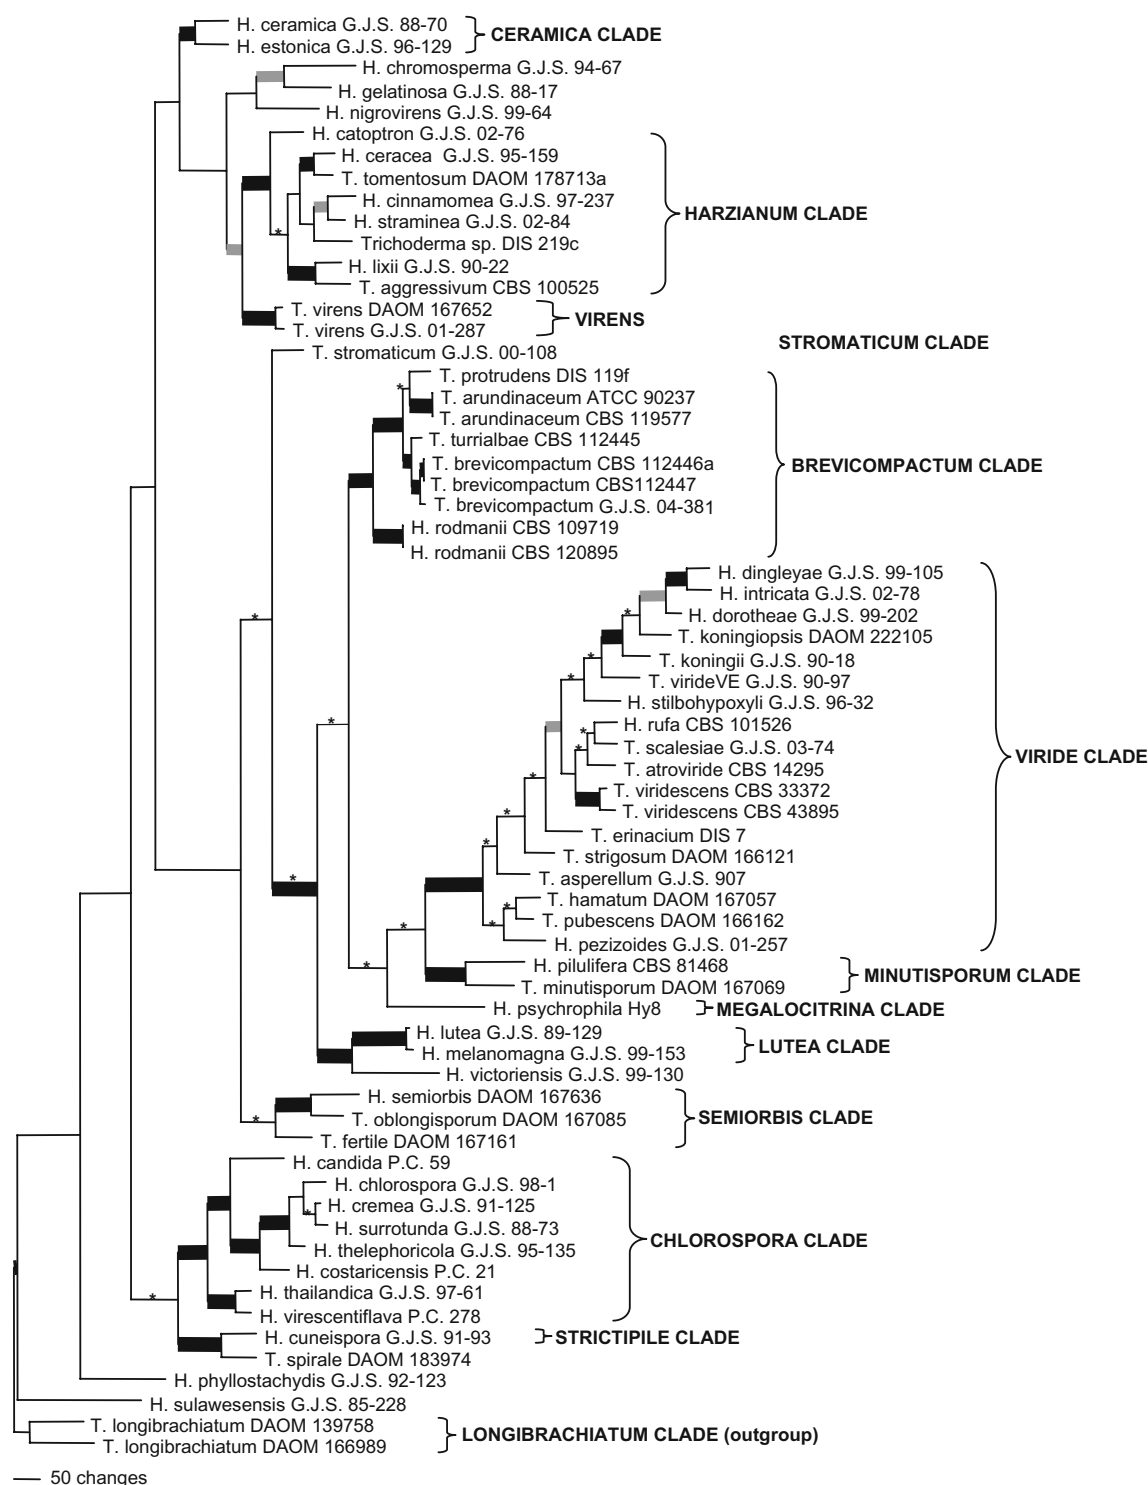 H. ceramica G.J.S. 88-70
H. estonica G.J.S. 96-129
CERAMICA CLADE
H. chromosperma G.J.S. 94-67
H. gelatinosa G.J.S. 88-17
H. nigrovirens G.J.S. 99-64
H. catoptron G.J.S. 02-76
H. ceracea G.J.S. 95-159
T. tomentosum DAOM 178713a
H. cinnamomea G.J.S. 97-237
H. straminea G.J.S. 02-84
Trichoderma sp. DIS 219c
H. lixii G.J.S. 90-22
T. aggressivum CBS 100525
HARZIANUM CLADE
T. virens DAOM 167652
T. virens G.J.S. 01-287
VIRENS
T. stromaticum G.J.S. 00-108
STROMATICUM CLADE
T. protrudens DIS 119f
T. arundinaceum ATCC 90237
T. arundinaceum CBS 119577
T. turrialbae CBS 112445
T. brevicompactum CBS 112446a
T. brevicompactum CBS112447
T. brevicompactum G.J.S. 04-381
H. rodmanii CBS 109719
H. rodmanii CBS 120895
BREVICOMPACTUM CLADE
H. dingleyae G.J.S. 99-105
H. intricata G.J.S. 02-78
H. dorotheae G.J.S. 99-202
T. koningiopsis DAOM 222105
T. koningii G.J.S. 90-18
T. virideVE G.J.S. 90-97
H. stilbohypoxyli G.J.S. 96-32
H. rufa CBS 101526
T. scalesiae G.J.S. 03-74
T. atroviride CBS 14295
T. viridescens CBS 33372
T. viridescens CBS 43895
T. erinacium DIS 7
T. strigosum DAOM 166121
T. asperellum G.J.S. 907
T. hamatum DAOM 167057
T. pubescens DAOM 166162
H. pezizoides G.J.S. 01-257
VIRIDE CLADE
H. pilulifera CBS 81468
T. minutisporum DAOM 167069
MINUTISPORUM CLADE
H. psychrophila Hy8
MEGALOCITRINA CLADE
H. lutea G.J.S. 89-129
H. melanomagna G.J.S. 99-153
H. victoriensis G.J.S. 99-130
LUTEA CLADE
H. semiorbis DAOM 167636
T. oblongisporum DAOM 167085
T. fertile DAOM 167161
SEMIORBIS CLADE
H. candida P.C. 59
H. chlorospora G.J.S. 98-1
H. cremea G.J.S. 91-125
H. surrotunda G.J.S. 88-73
H. thelephoricola G.J.S. 95-135
H. costaricensis P.C. 21
H. thailandica G.J.S. 97-61
H. virescentiflava P.C. 278
CHLOROSPORA CLADE
H. cuneispora G.J.S. 91-93
T. spirale DAOM 183974
STRICTIPILE CLADE
H. phyllostachydis G.J.S. 92-123
H. sulawesensis G.J.S. 85-228
T. longibrachiatum DAOM 139758
T. longibrachiatum DAOM 166989
LONGIBRACHIATUM CLADE (outgroup)
50 changes